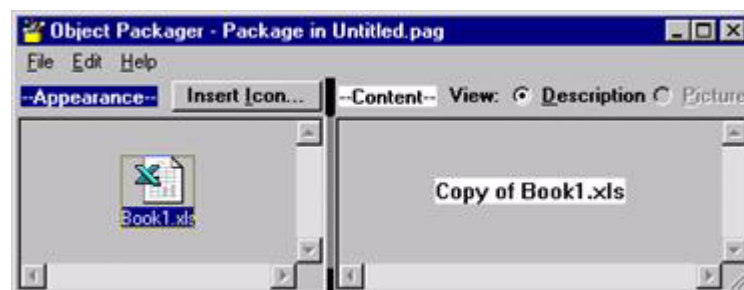 Object Packager - Package in Untitled.pag
File Edit Help
--Appearance-- Insert Icon... --Content-- View: Description Picture
Book1.xls
Copy of Book1.xls